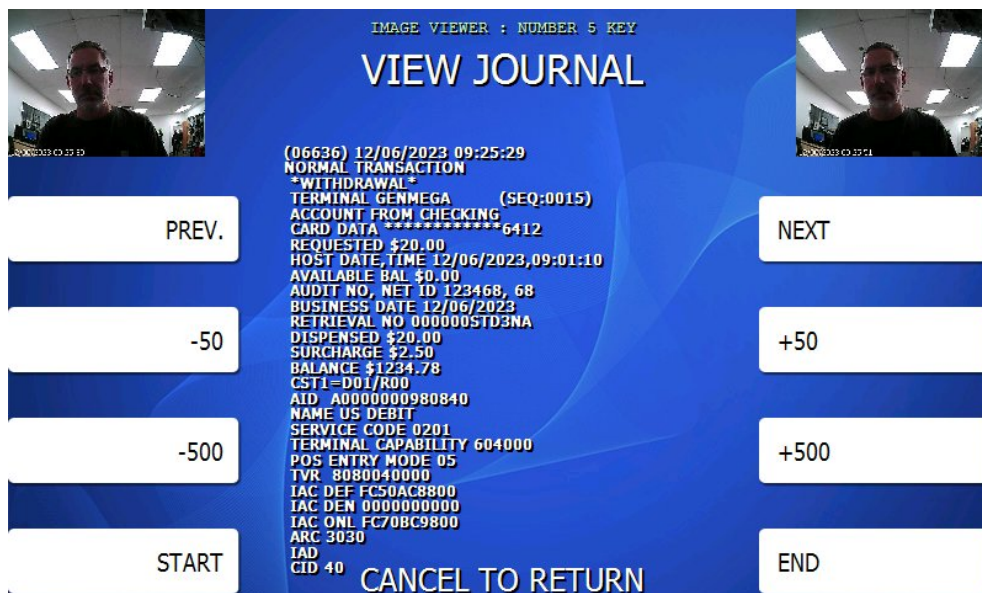 IMAGE VIEWER : NUMBER 5 KEY
VIEW JOURNAL
(06636) 12/06/2023 09:25:29
NORMAL TRANSACTION
*WITHDRAWAL*
TERMINAL GENMEGA (SEQ:0015)
ACCOUNT FROM CHECKING
CARD DATA ************6412
REQUESTED $20.00
HOST DATE,TIME 12/06/2023,09:01:10
AVAILABLE BAL $0.00
AUDIT NO, NET ID 123468, 68
BUSINESS DATE 12/06/2023
RETRIEVAL NO 000000STD3NA
DISPENSED $20.00
SURCHARGE $2.50
BALANCE $1234.78
CST1=D01/R00
AID A0000000980840
NAME US DEBIT
SERVICE CODE 0201
TERMINAL CAPABILITY 604000
POS ENTRY MODE 05
TVR 8080040000
IAC DEF FC50AC8800
IAC DEN 0000000000
IAC ONL FC70BC9800
ARC 3030
IAD
CID 40
PREV.
-50
-500
START
NEXT
+50
+500
END
CANCEL TO RETURN